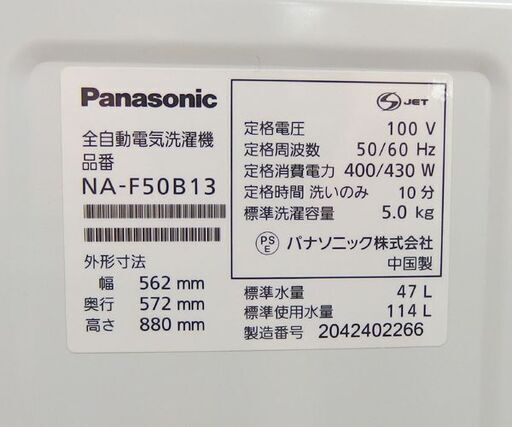 Panasonic
全自動電気洗濯機
品番
NA-F50B13
外形寸法
幅 562 mm
奥行 572 mm
高さ 880 mm
S JET
定格電圧 100 V
定格周波数 50/60 Hz
定格消費電力 400/430 W
定格時間 洗いのみ 10分
標準洗濯容量 5.0 kg
PS E パナソニック株式会社
中国製
標準水量 47 L
標準使用水量 114 L
製造番号 2042402266